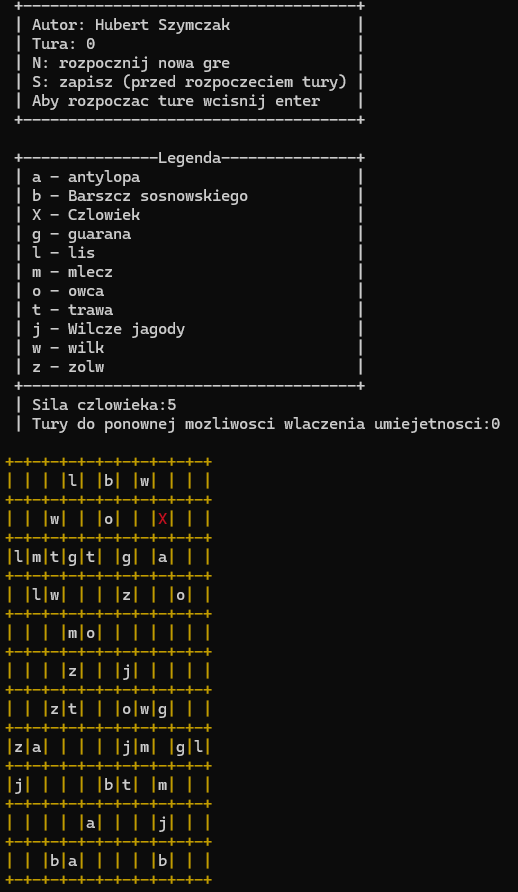 +-------------------------------------+
| Autor: Hubert Szymczak |
| Tura: 0 |
| N: rozpocznij nowa gre |
| S: zapisz (przed rozpoczeciem tury) |
| Aby rozpoczac ture wcisnij enter |
+-------------------------------------+
+---------------Legenda---------------+
| a - antylopa |
| b - Barszcz sosnowskiego |
| X - Czlowiek |
| g - guarana |
| l - lis |
| m - mlecz |
| o - owca |
| t - trawa |
| j - Wilcze jagody |
| w - wilk |
| z - zolw |
+-------------------------------------+
| Sila czlowieka:5
| Tury do ponownej mozliwosci wlaczenia umiejetnosci:0
+-+-+-+-+-+-+-+-+-+-+-+
| | | |l| |b| |w| | | |
+-+-+-+-+-+-+-+-+-+-+-+
| | |w| | |o| | |X| | |
+-+-+-+-+-+-+-+-+-+-+-+
|l|m|t|g|t| |g| |a| | |
+-+-+-+-+-+-+-+-+-+-+-+
| |l|w| | | |z| | |o| |
+-+-+-+-+-+-+-+-+-+-+-+
| | | |m|o| | | | | | |
+-+-+-+-+-+-+-+-+-+-+-+
| | | |z| | |j| | | | |
+-+-+-+-+-+-+-+-+-+-+-+
| | |z|t| | |o|w|g| | |
+-+-+-+-+-+-+-+-+-+-+-+
|z|a| | | | |j|m| |g|l|
+-+-+-+-+-+-+-+-+-+-+-+
|j| | | | |b|t| |m| | |
+-+-+-+-+-+-+-+-+-+-+-+
| | | | |a| | | |j| | |
+-+-+-+-+-+-+-+-+-+-+-+
| | |b|a| | | | |b| | |
+-+-+-+-+-+-+-+-+-+-+-+